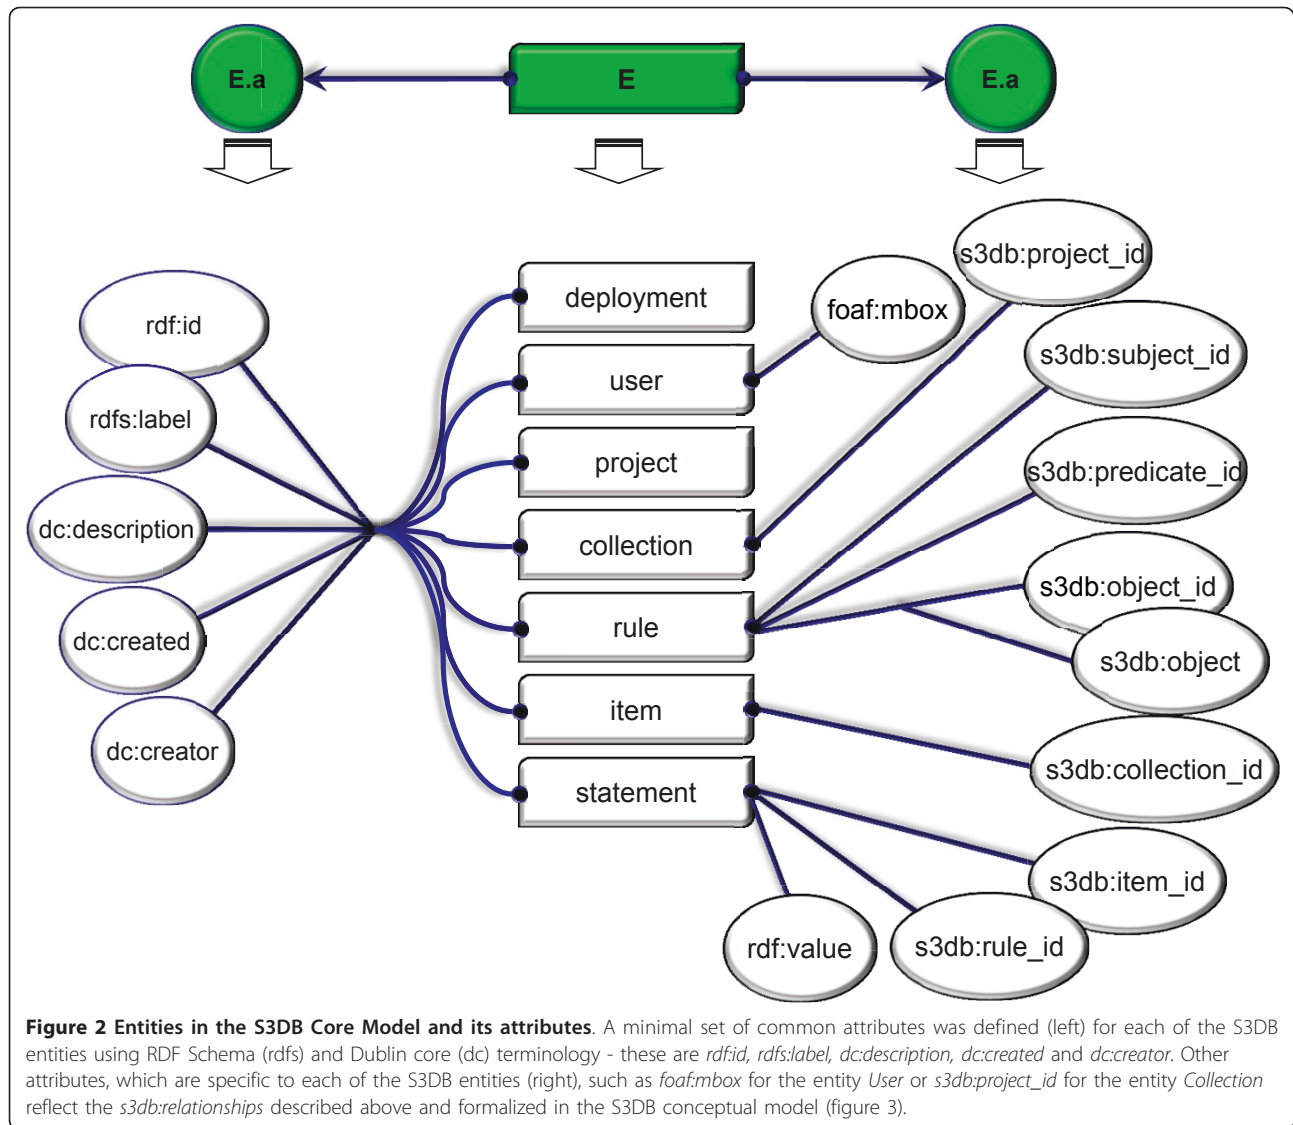 E.a
E
E.a
rdf:id
rdfs:label
dc:description
dc:created
dc:creator
deployment
user
project
collection
rule
item
statement
foaf:mbox
s3db:project_id
s3db:subject_id
s3db:predicate_id
s3db:object_id
s3db:object
s3db:collection_id
s3db:item_id
s3db:rule_id
rdf:value
Figure 2 Entities in the S3DB Core Model and its attributes. A minimal set of common attributes was defined (left) for each of the S3DB
entities using RDF Schema (rdfs) and Dublin core (dc) terminology - these are rdf:id, rdfs:label, dc:description, dc:created and dc:creator. Other
attributes, which are specific to each of the S3DB entities (right), such as foaf:mbox for the entity User or s3db:project_id for the entity Collection
reflect the s3db:relationships described above and formalized in the S3DB conceptual model (figure 3).